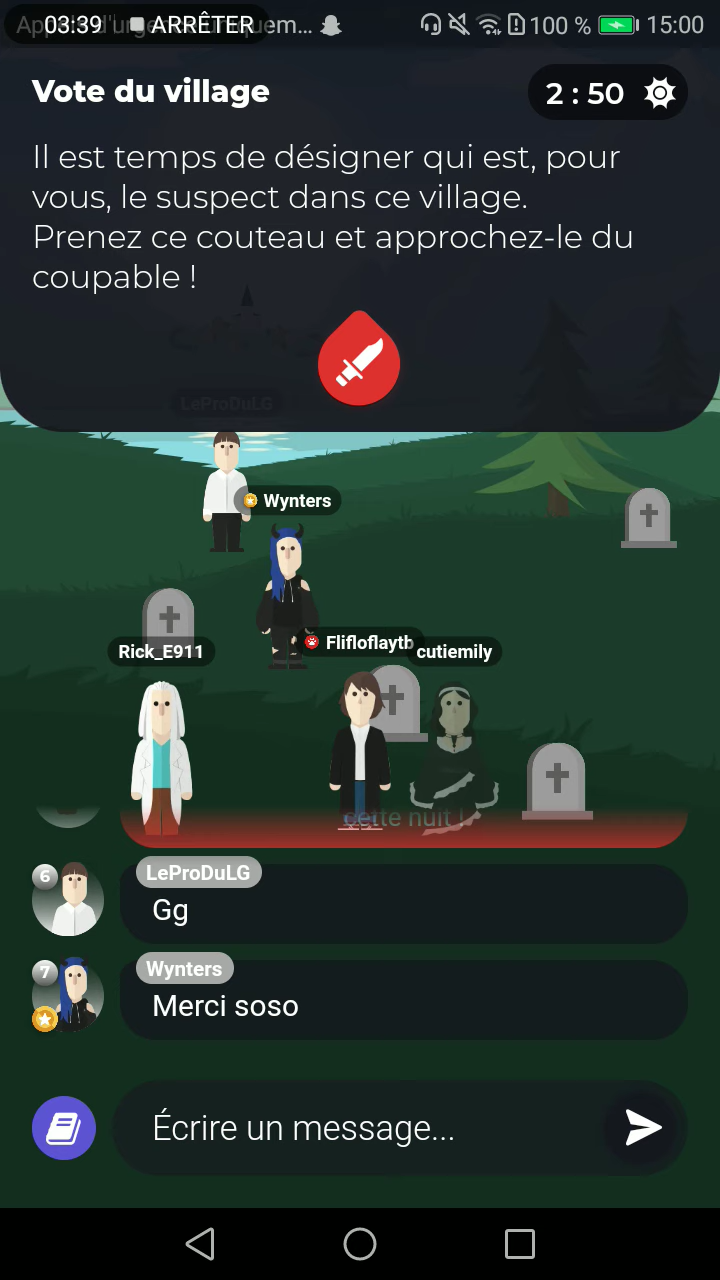 03:39 ARRÊTER 100 % 15:00
Vote du village
2 : 50
Il est temps de désigner qui est, pour
vous, le suspect dans ce village.
Prenez ce couteau et approchez-le du
coupable !
LeProDuLG
Wynters
Flifloflaytb
Rick_E911
cutiemily
cette nuit !
6
LeProDuLG
Gg
7
Wynters
Merci soso
Écrire un message...